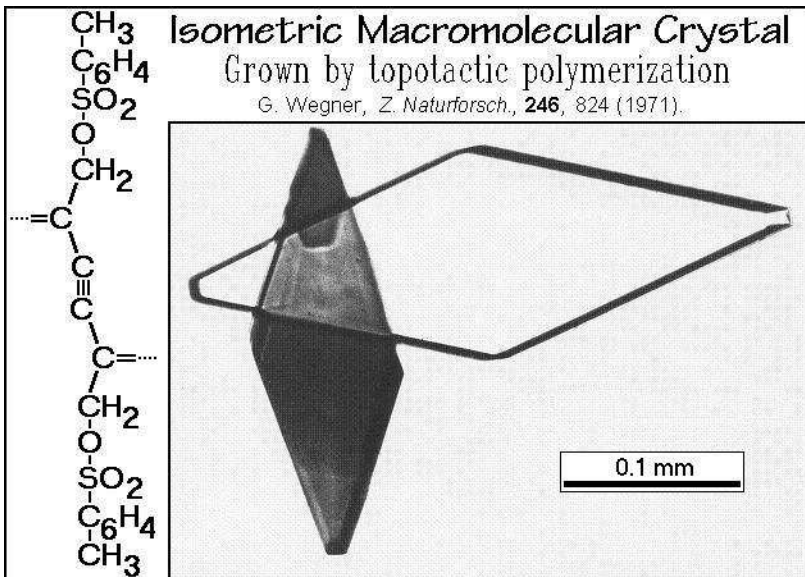 Isometric Macromolecular Crystal
Grown by topotactic polymerization
G. Wegner, Z. Naturforsch., 246, 824 (1971).
CH3
C6H4
SO2
O
CH2
····=C
C
≡
C
C=····
CH2
O
SO2
C6H4
CH3
0.1 mm